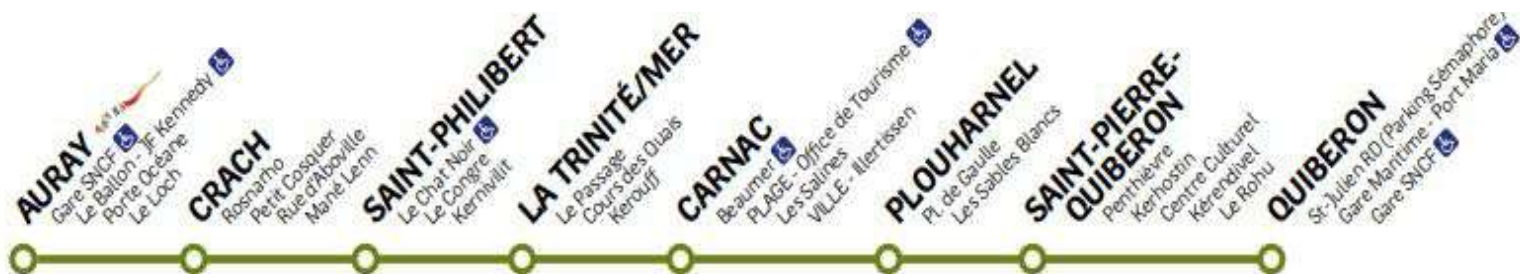 AURAY
Gare SNCF
Le Ballon - JF Kennedy
Porte Océane
Le Loch
CRACH
Rosnarho
Petit Cosquer
Rue d'Aboville
Mané Lenn
SAINT-PHILIBERT
Le Chat Noir
Le Congre
Kernivilit
LA TRINITÉ/MER
Le Passage
Cours des Quais
Kerouff
CARNAC
Beaumer
PLAGE - Office de Tourisme
Les Salines
VILLE - Illertissen
PLOUHARNEL
Pl. de Gaulle
Les Sables Blancs
SAINT-PIERRE-
QUIBERON
Penthièvre
Kerhostin
Centre Culturel
Kérendivel
Le Rohu
QUIBERON
St-Julien RD (Parking Sémaphore)
Gare Maritime - Port Maria
Gare SNCF